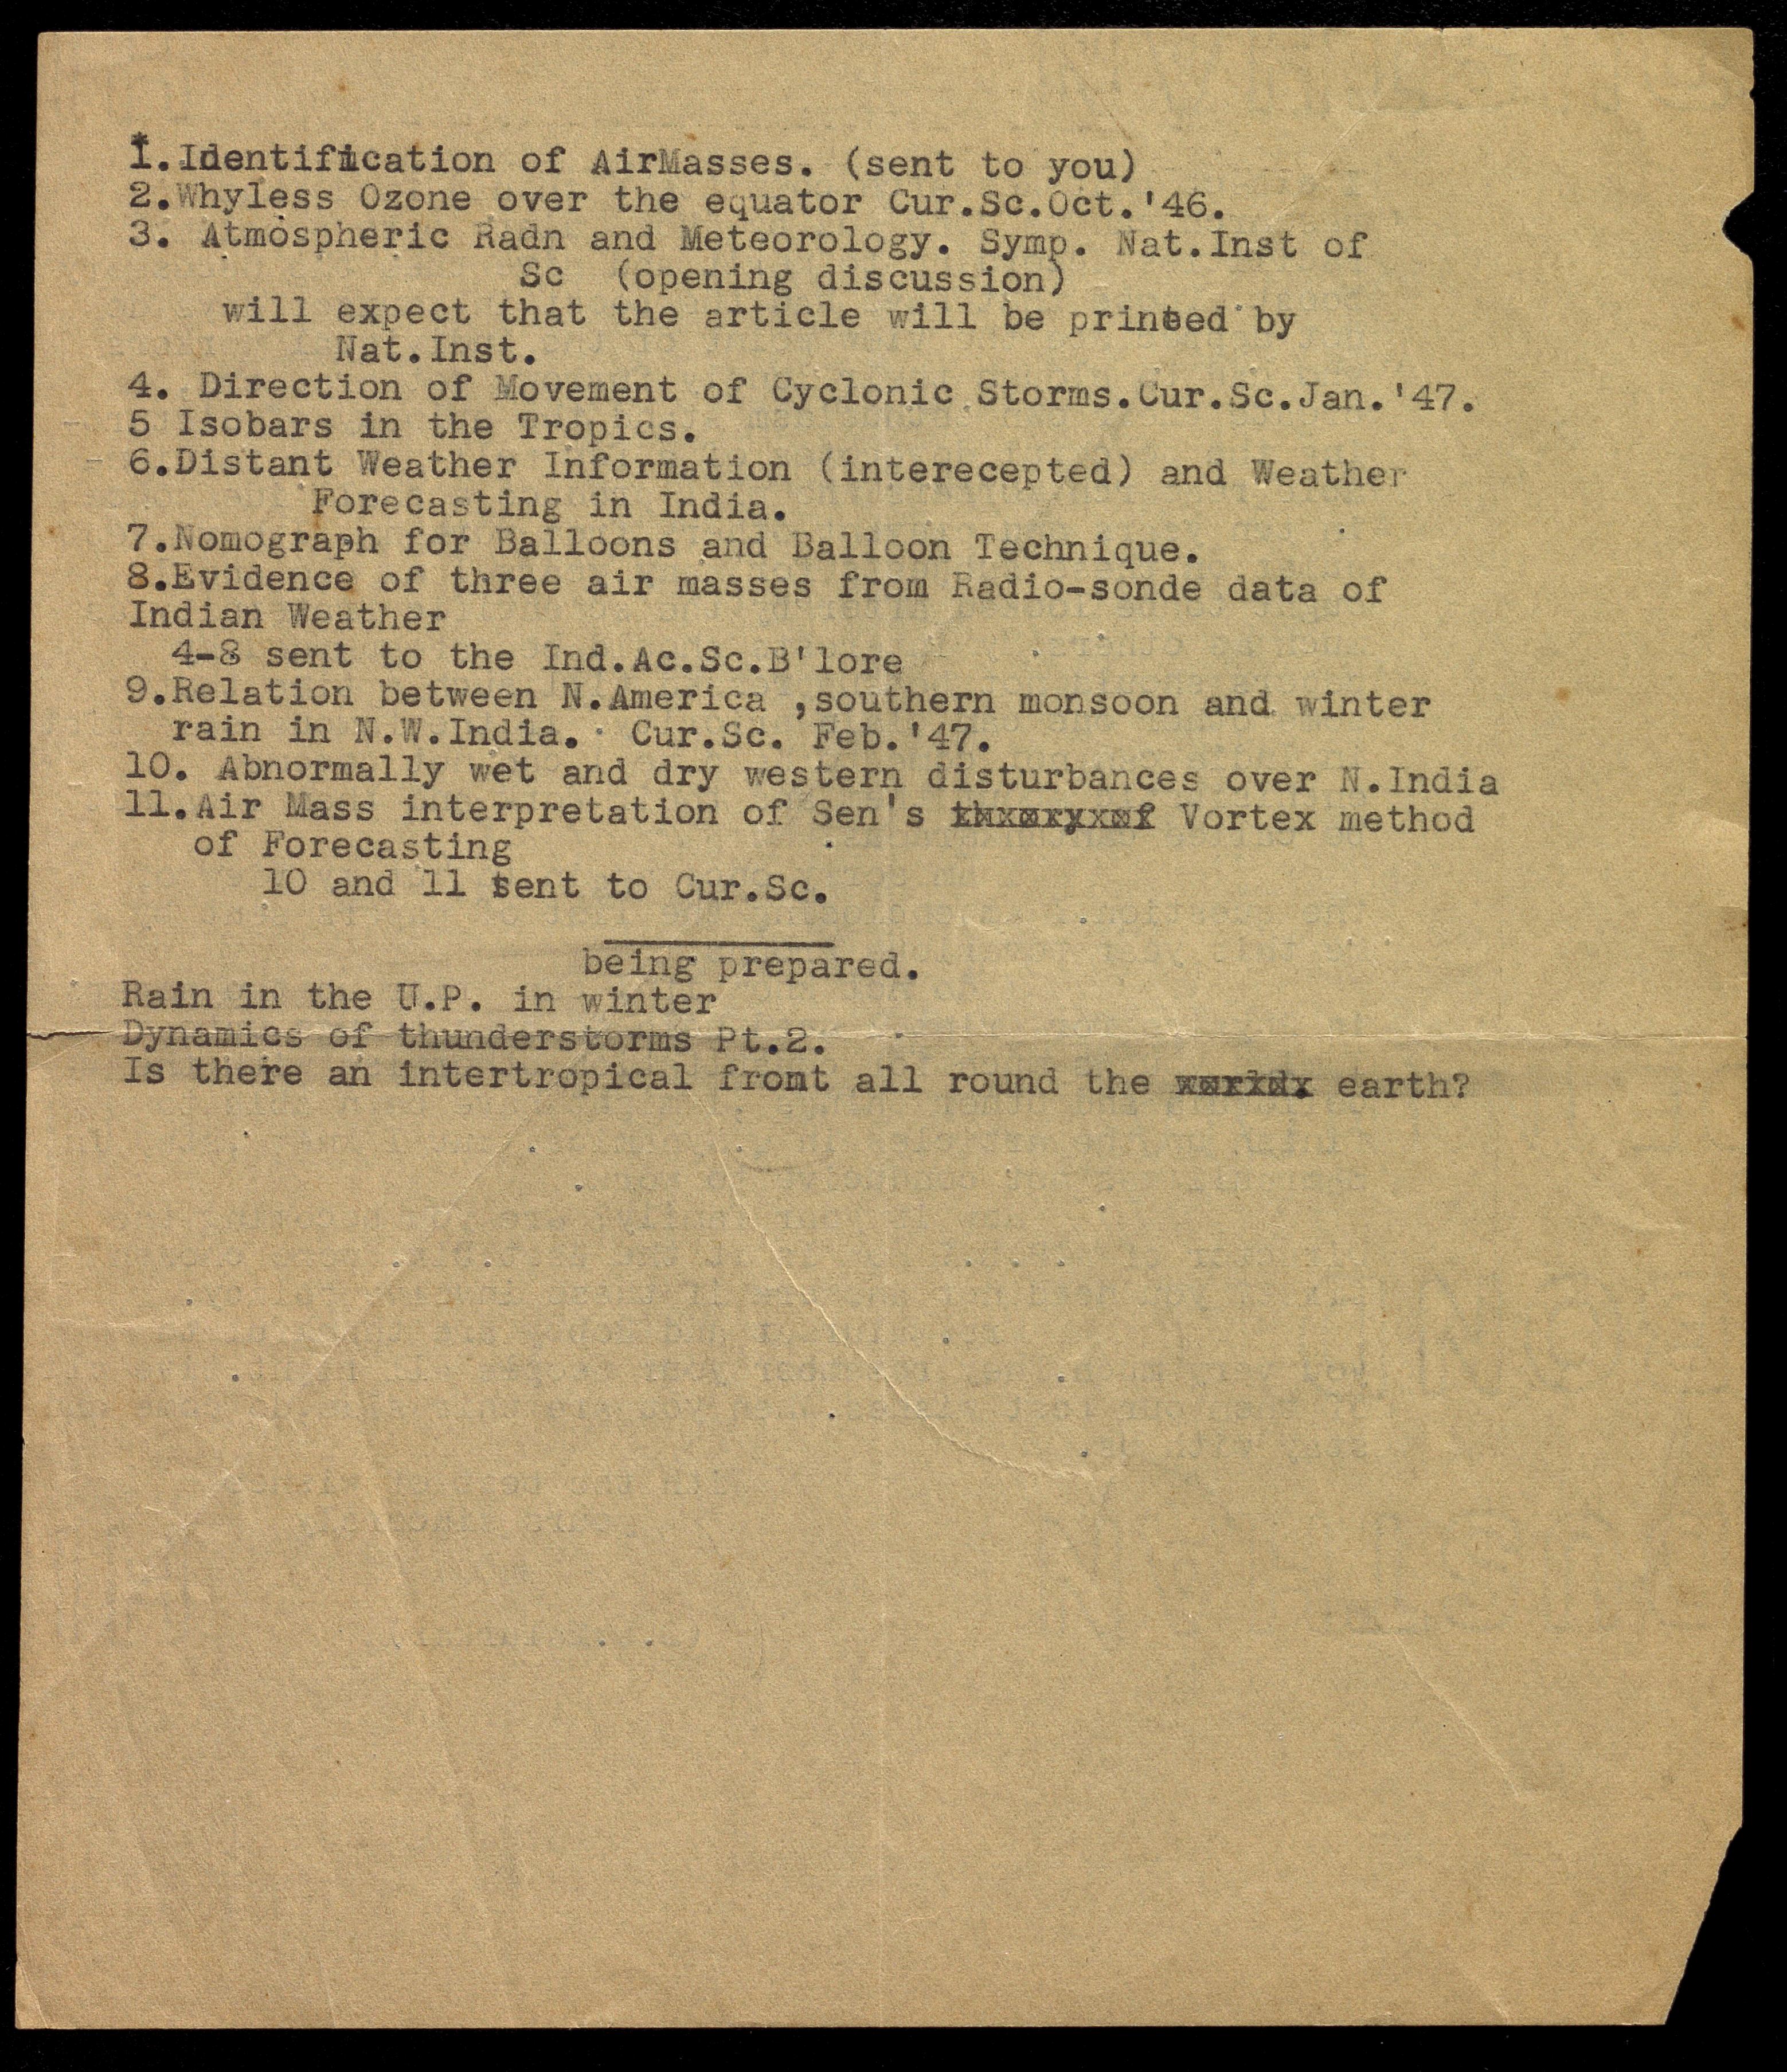 1.Identification of AirMasses. (sent to you)
2.Whyless Ozone over the equator Cur.Sc.Oct.'46.
3. Atmospheric Radn and Meteorology. Symp. Nat.Inst of
Sc (opening discussion)
will expect that the article will be printed by
Nat.Inst.
4. Direction of Movement of Cyclonic Storms.Cur.Sc.Jan.'47.
5 Isobars in the Tropics.
6.Distant Weather Information (interecepted) and Weather
Forecasting in India.
7.Nomograph for Balloons and Balloon Technique.
8.Evidence of three air masses from Radio-sonde data of
Indian Weather
4-8 sent to the Ind.Ac.Sc.B'lore
9.Relation between N.America ,southern monsoon and winter
rain in N.W.India. Cur.Sc. Feb.'47.
10. Abnormally wet and dry western disturbances over N.India
11.Air Mass interpretation of Sen's Vortex method
of Forecasting
10 and 11 sent to Cur.Sc.
being prepared.
Rain in the U.P. in winter
Dynamics of thunderstorms Pt.2.
Is there an intertropical front all round the earth?